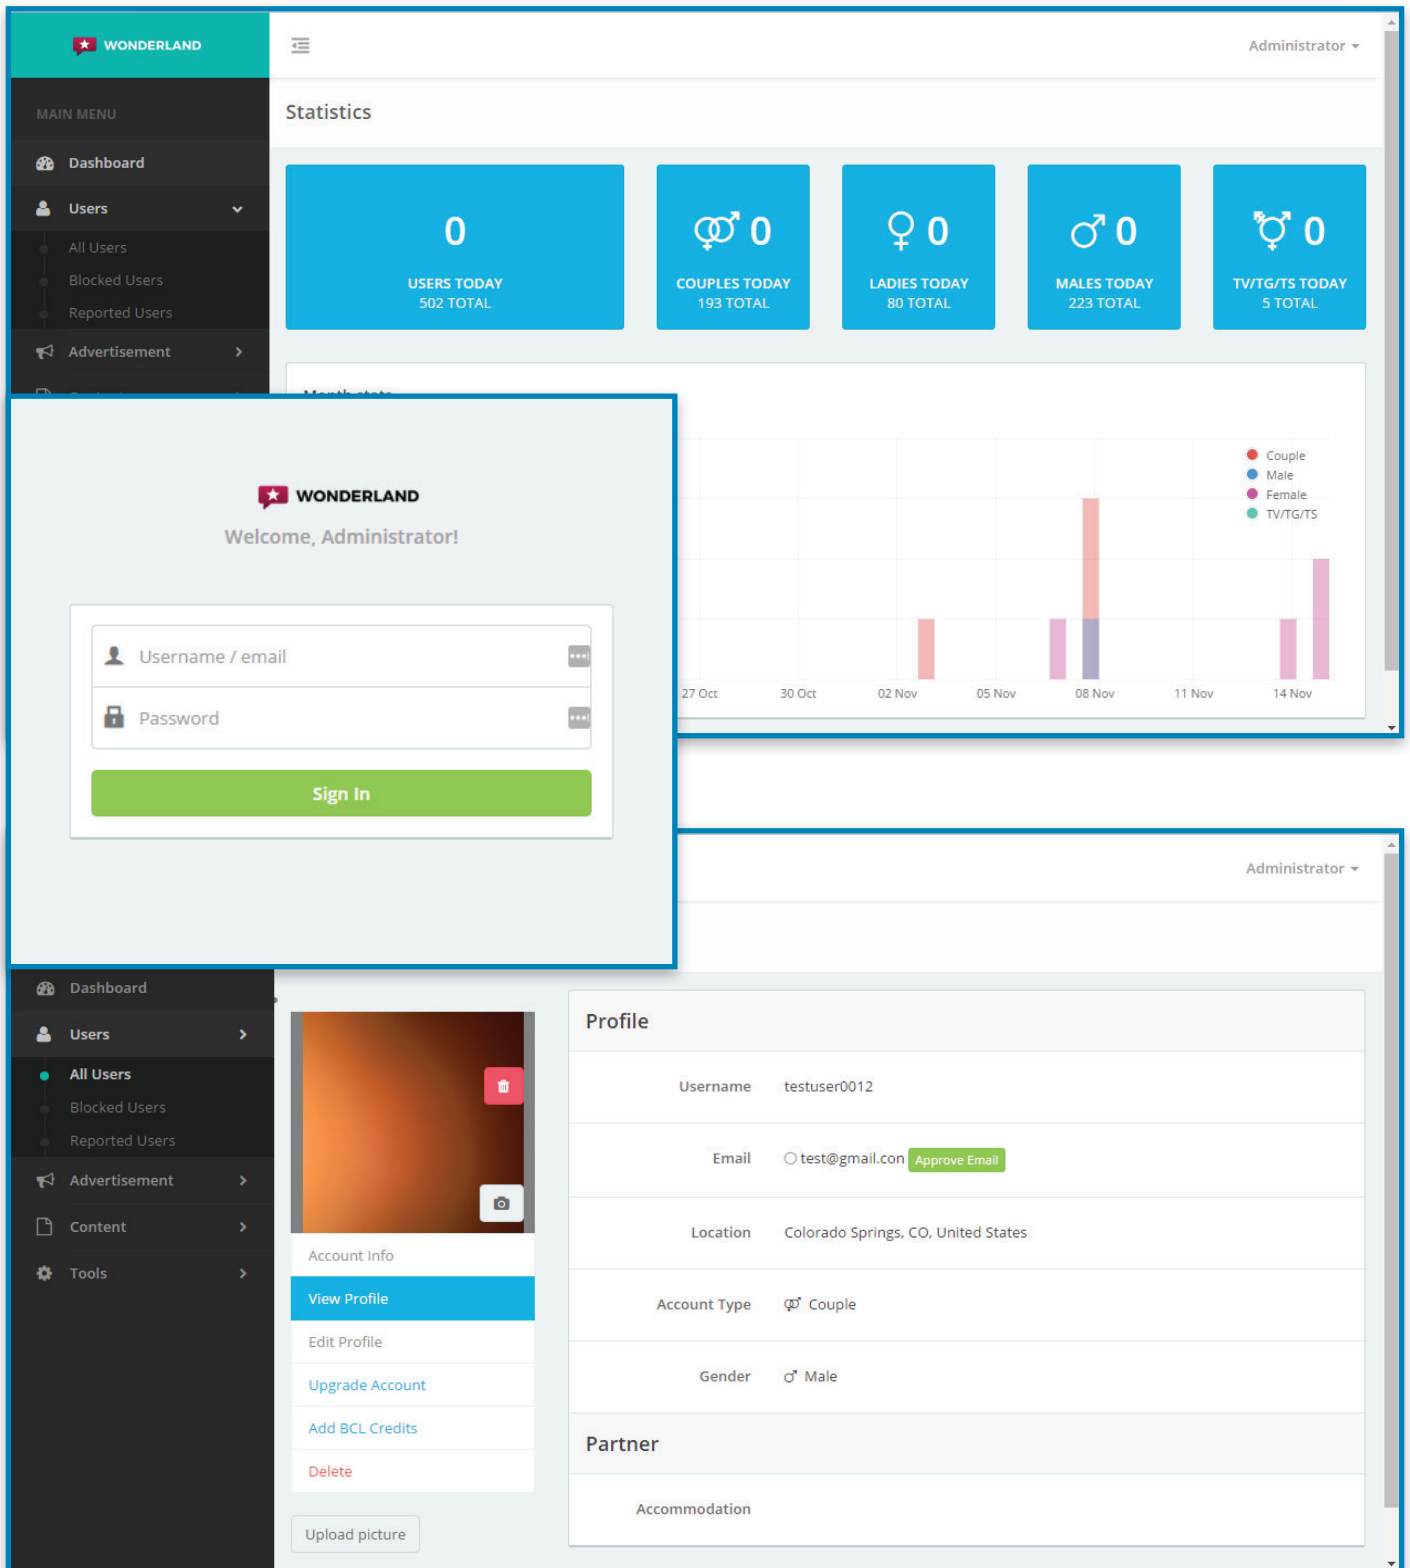 WONDERLAND
Administrator
MAIN MENU
Statistics
Dashboard
Users
All Users
Blocked Users
Reported Users
Advertisement
0
USERS TODAY
502 TOTAL
0
COUPLES TODAY
193 TOTAL
0
LADIES TODAY
80 TOTAL
0
MALES TODAY
223 TOTAL
0
TV/TG/TS TODAY
5 TOTAL
Month stats
Couple
Male
Female
TV/TG/TS
27 Oct
30 Oct
02 Nov
05 Nov
08 Nov
11 Nov
14 Nov
WONDERLAND
Welcome, Administrator!
Username / email
Password
Sign In
Administrator
Dashboard
Users
All Users
Blocked Users
Reported Users
Advertisement
Content
Tools
Account Info
View Profile
Edit Profile
Upgrade Account
Add BCL Credits
Delete
Upload picture
Profile
Username testuser0012
Email test@gmail.con Approve Email
Location Colorado Springs, CO, United States
Account Type Couple
Gender Male
Partner
Accommodation